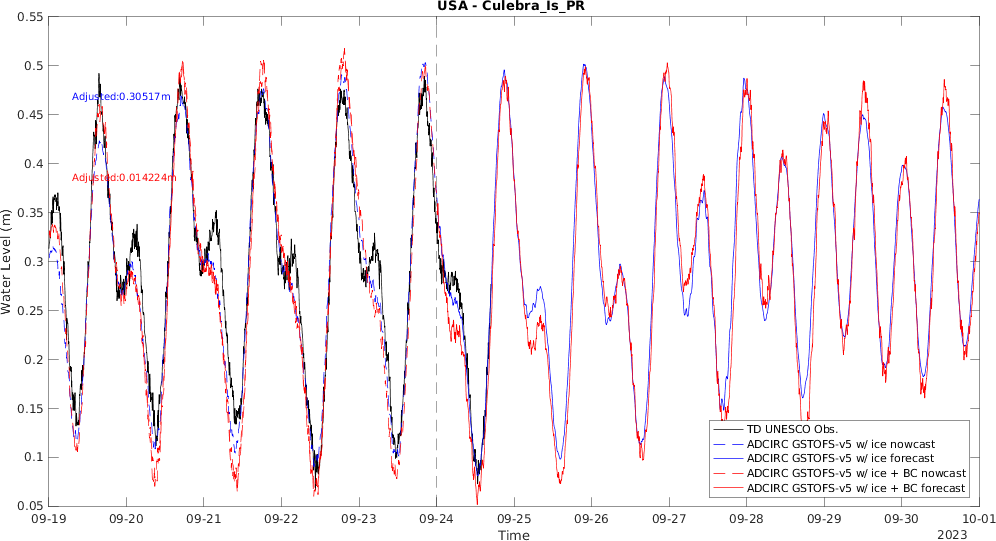 USA - Culebra_Is_PR
0.55
0.5
0.45
0.4
0.35
0.3
0.25
0.2
0.15
0.1
0.05
Water Level (m)
Adjusted:0.30517m
Adjusted:0.014224m
TD UNESCO Obs.
ADCIRC GSTOFS-v5 w/ ice nowcast
ADCIRC GSTOFS-v5 w/ ice forecast
ADCIRC GSTOFS-v5 w/ ice + BC nowcast
ADCIRC GSTOFS-v5 w/ ice + BC forecast
09-19 09-20 09-21 09-22 09-23 09-24 09-25 09-26 09-27 09-28 09-29 09-30 10-01
Time
2023